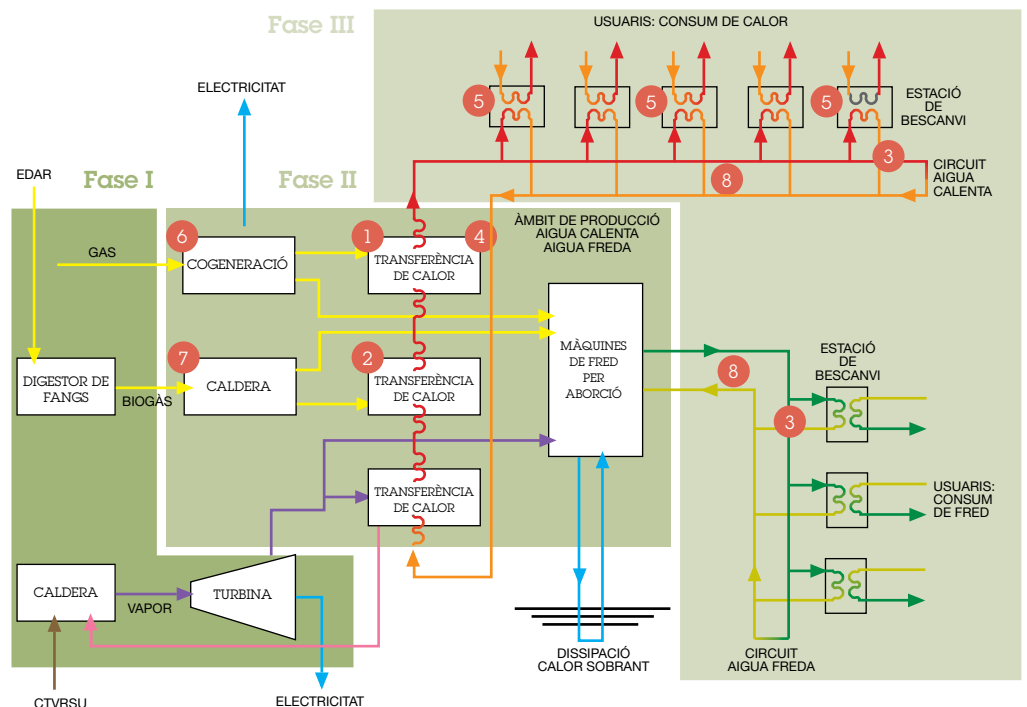 Fase III
USUARIS: CONSUM DE CALOR
ELECTRICITAT
5
5
5
ESTACIÓ
DE
BESCANVI
3
CIRCUIT
AIGUA
CALENTA
8
EDAR
Fase I
Fase II
ÀMBIT DE PRODUCCIÓ
AIGUA CALENTA
AIGUA FREDA
6
1
4
GAS
COGENERACIÓ
TRANSFERÈNCIA
DE CALOR
7
2
DIGESTOR DE
FANGS
BIOGÀS
CALDERA
TRANSFERÈNCIA
DE CALOR
MÀQUINES
DE FRED
PER
ABORCIÓ
8
3
ESTACIÓ
DE
BESCANVI
TRANSFERÈNCIA
DE CALOR
USUARIS:
CONSUM
DE FRED
CALDERA
VAPOR
TURBINA
DISSIPACIÓ
CALOR SOBRANT
CIRCUIT
AIGUA FREDA
CTVRSU
ELECTRICITAT